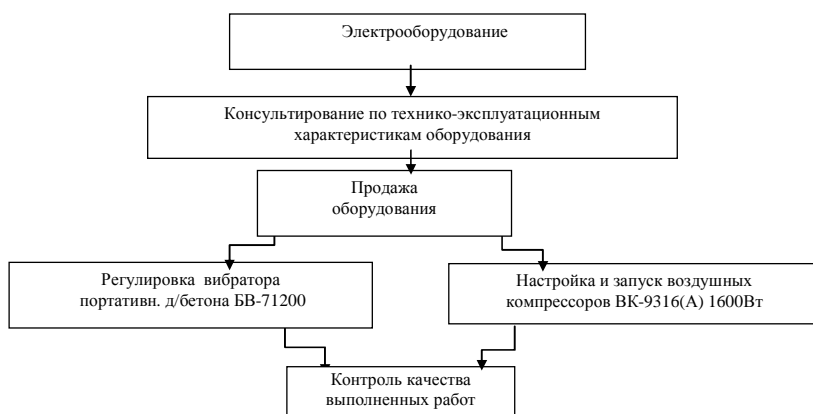 Электрооборудование
Консультирование по технико-эксплуатационным
характеристикам оборудования
Продажа
оборудования
Регулировка вибратора
портативн. д/бетона БВ-71200
Настройка и запуск воздушных
компрессоров ВК-9316(А) 1600Вт
Контроль качества
выполненных работ